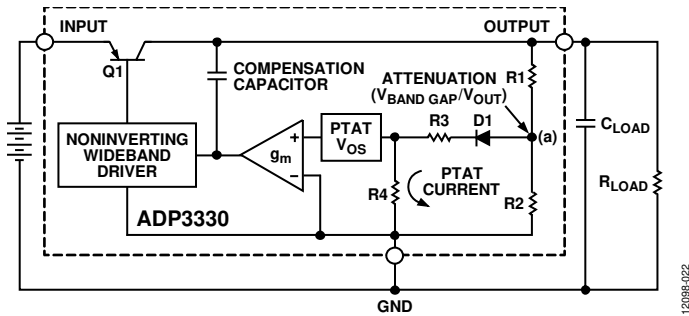 INPUT
OUTPUT
Q1
COMPENSATION
CAPACITOR
ATTENUATION
(VBAND GAP/VOUT)
R1
R3
D1
(a)
PTAT
VOS
NONINVERTING
WIDEBAND
DRIVER
gm
+
−
R4
PTAT
CURRENT
R2
CLOAD
RLOAD
ADP3330
GND
12098-022